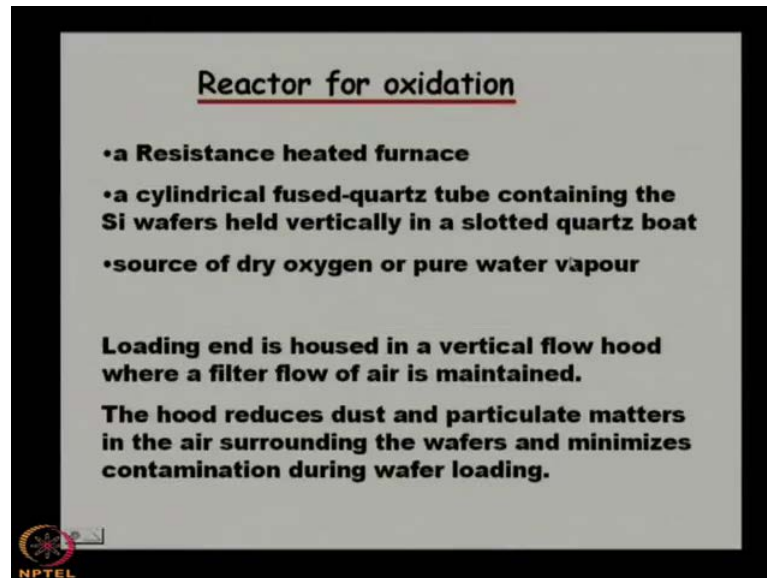 Reactor for oxidation
•a Resistance heated furnace
•a cylindrical fused-quartz tube containing the
Si wafers held vertically in a slotted quartz boat
•source of dry oxygen or pure water vapour
Loading end is housed in a vertical flow hood
where a filter flow of air is maintained.
The hood reduces dust and particulate matters
in the air surrounding the wafers and minimizes
contamination during wafer loading.
NPTEL